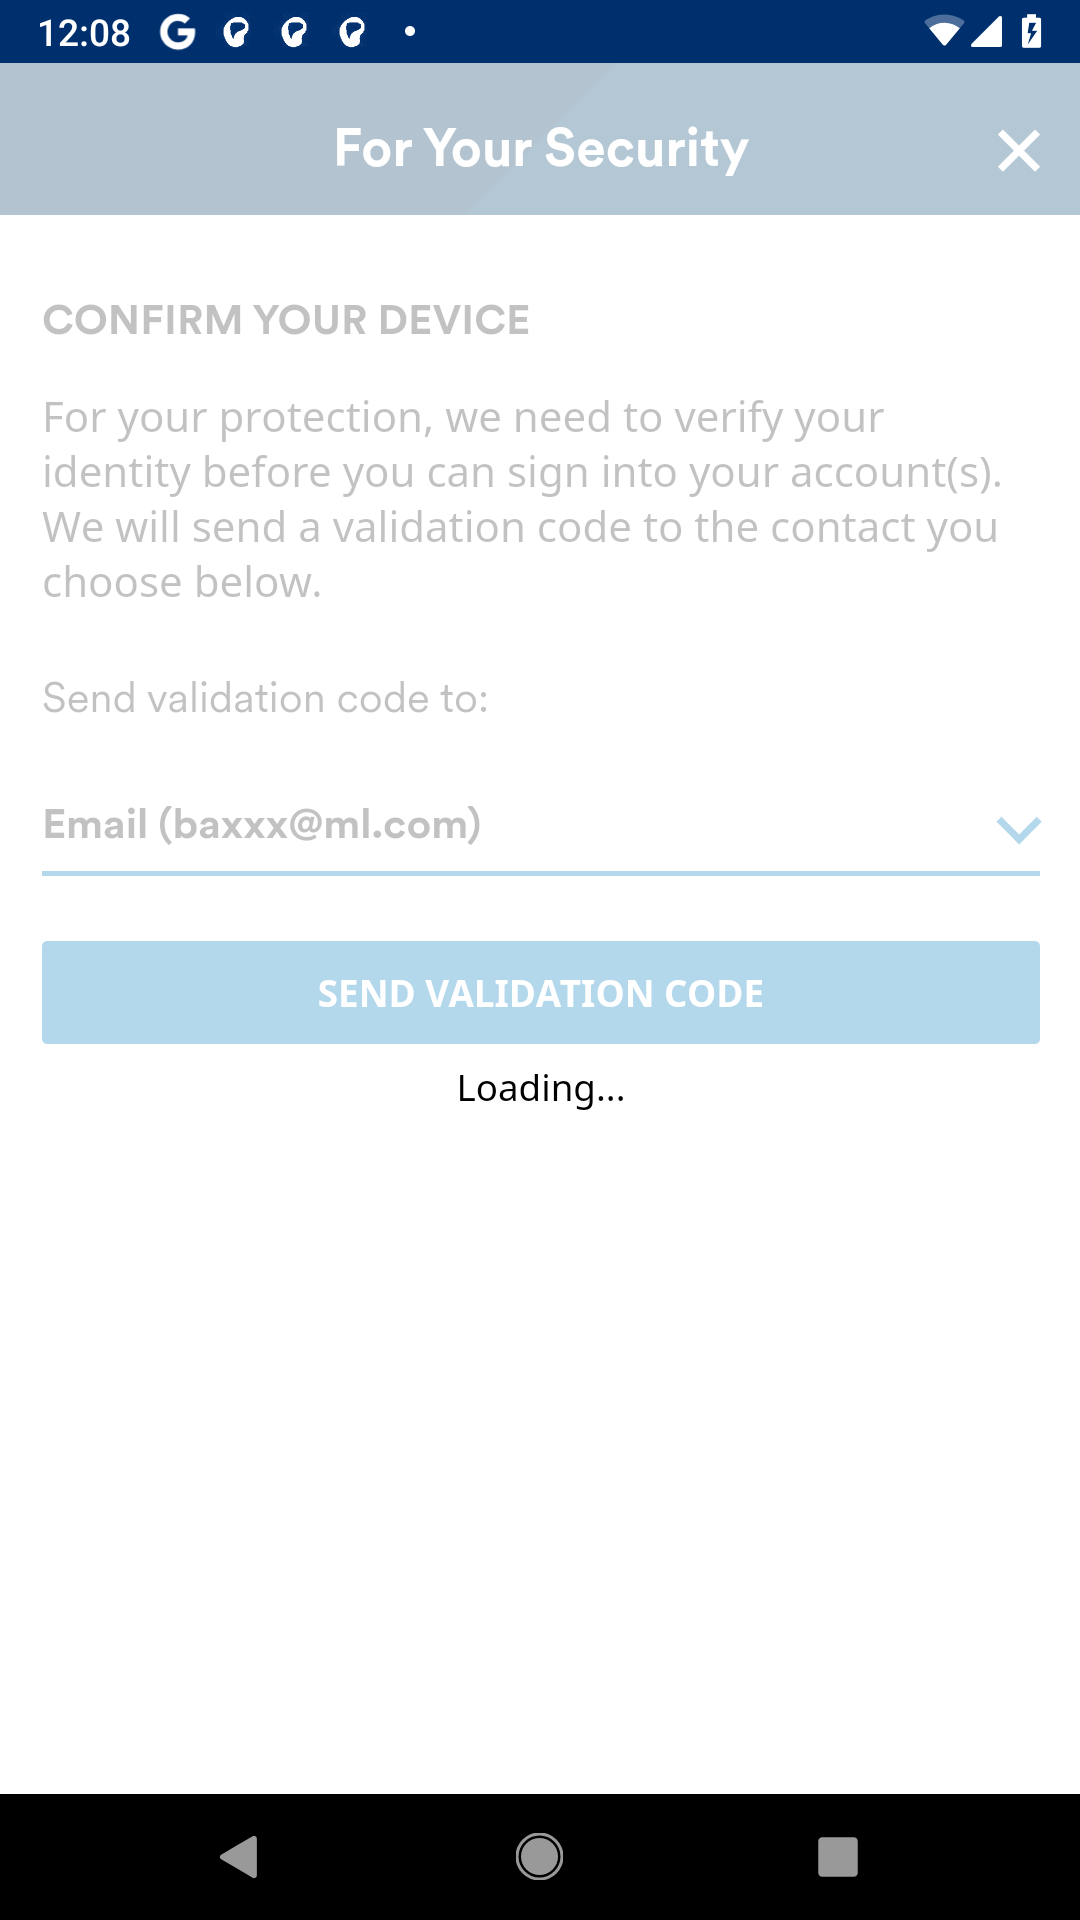 12:08
For Your Security
CONFIRM YOUR DEVICE
For your protection, we need to verify your
identity before you can sign into your account(s).
We will send a validation code to the contact you
choose below.
Send validation code to:
Email (baxxx@ml.com)
SEND VALIDATION CODE
Loading...